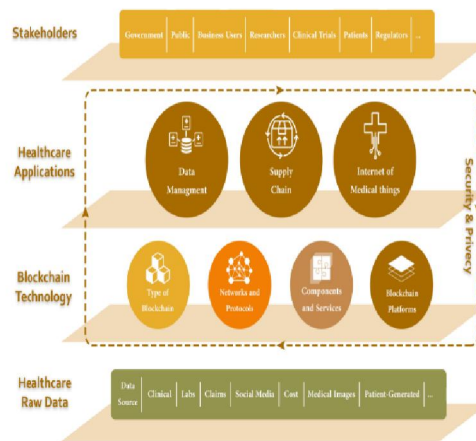 Stakeholders
Government | Public | Business Users | Researchers | Clinical Trials | Patients | Regulators | ...
Healthcare
Applications
Data
Managment
Supply
Chain
Internet of
Medical things
Security & Privacy
Blockchain
Technology
Type of
Blockchain
Networks and
Protocols
Components
and Services
Blockchain
Platforms
Healthcare
Raw Data
Data
Source | Clinical | Labs | Claims | Social Media | Cost | Medical Images | Patient-Generated | ...